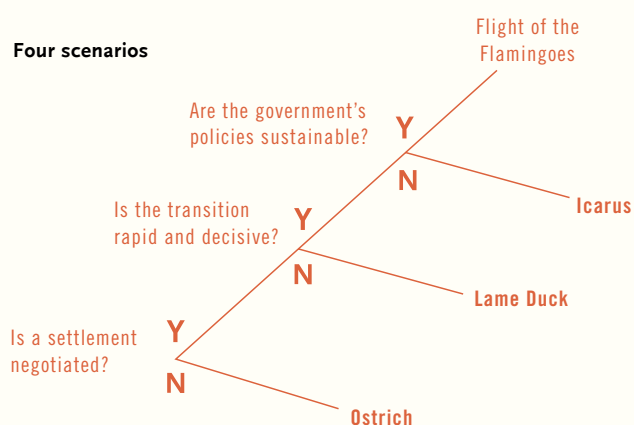 Four scenarios
Flight of the
Flamingoes
Are the government's
policies sustainable?
Y
N
Icarus
Is the transition
rapid and decisive?
Y
N
Lame Duck
Is a settlement
negotiated?
Y
N
Ostrich